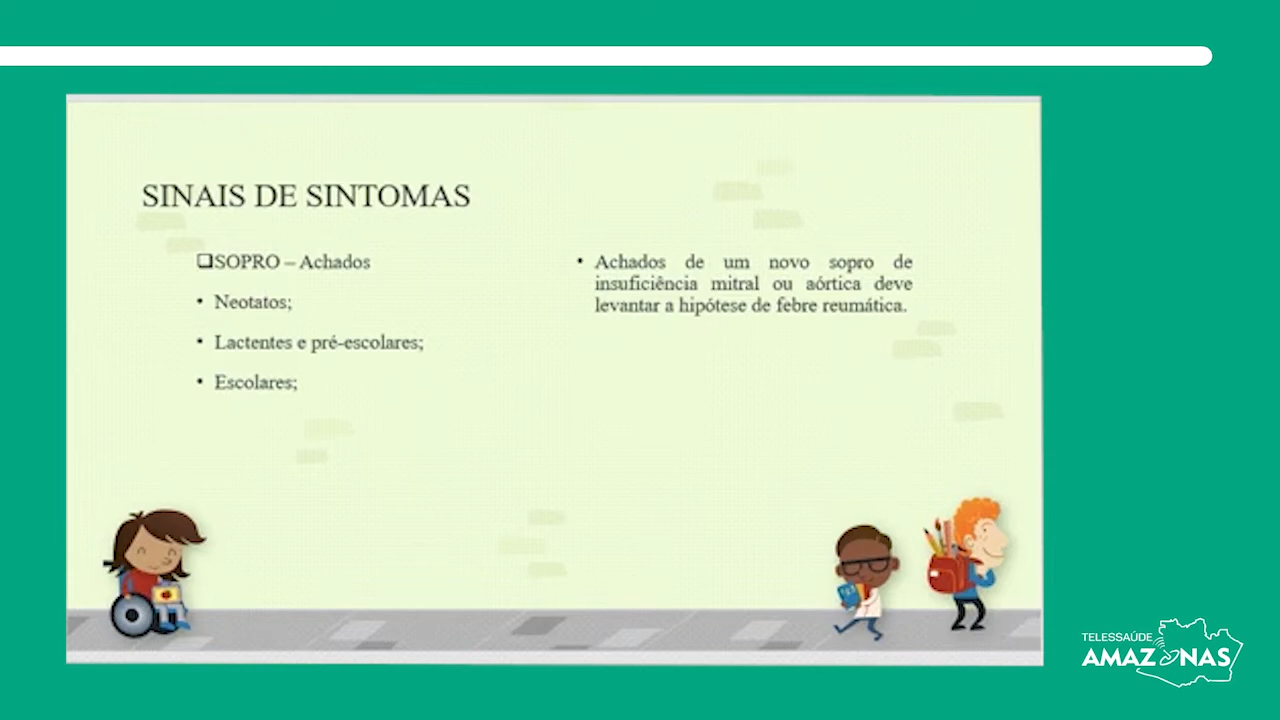 SINAIS DE SINTOMAS
❑SOPRO – Achados
• Neotatos;
• Lactentes e pré-escolares;
• Escolares;
• Achados de um novo sopro de
insuficiência mitral ou aórtica deve
levantar a hipótese de febre reumática.
TELESSAÚDE
AMAZONAS